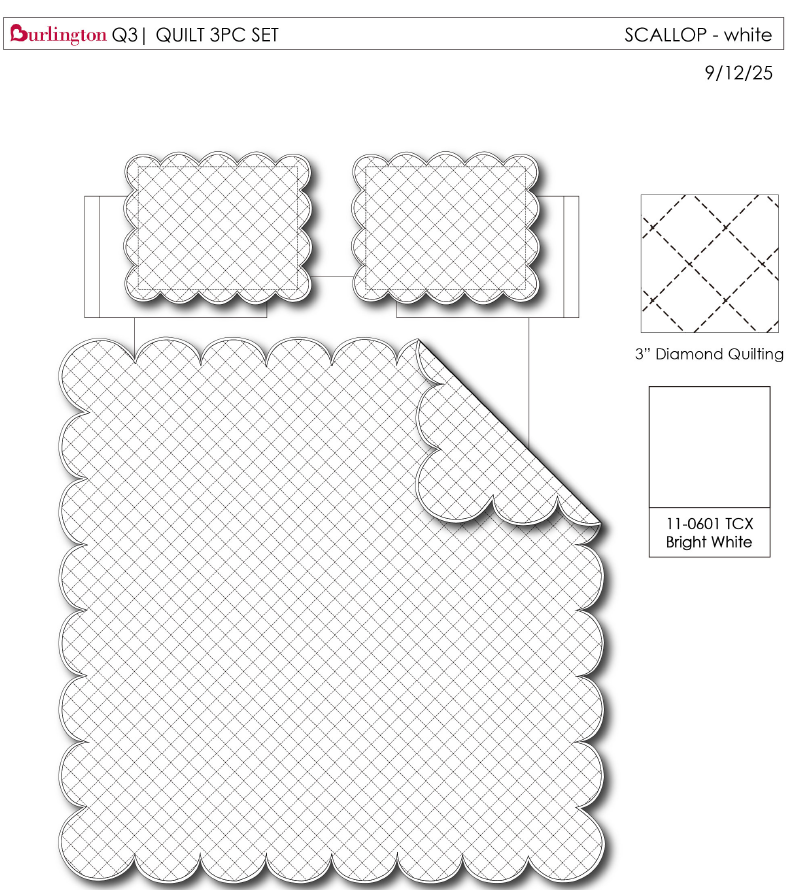 Burlington Q3| QUILT 3PC SET
SCALLOP - white
9/12/25
3” Diamond Quilting
11-0601 TCX
Bright White